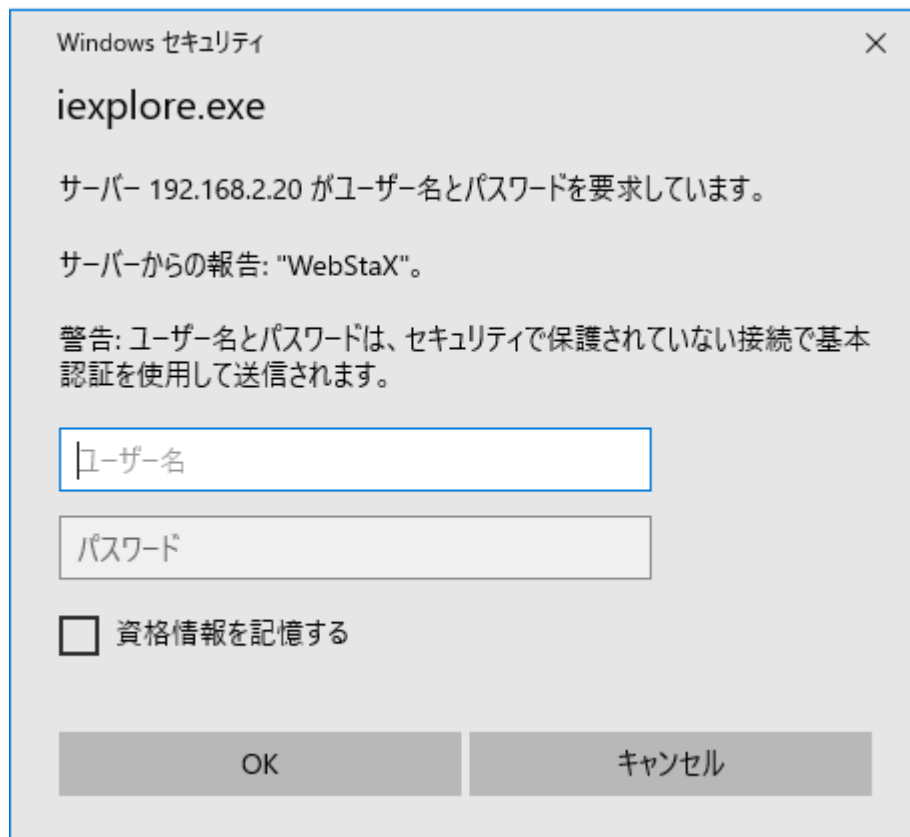 Windows セキュリティ
iexplore.exe
サーバー 192.168.2.20 がユーザー名とパスワードを要求しています。
サーバーからの報告: "WebStaX"。
警告: ユーザー名とパスワードは、セキュリティで保護されていない接続で基本
認証を使用して送信されます。
ユーザー名
パスワード
資格情報を記憶する
OK
キャンセル